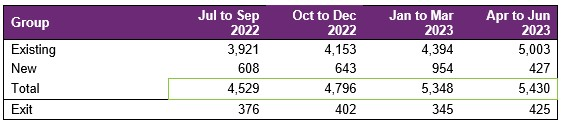 Group Jul to Sep 2022 Oct to Dec 2022 Jan to Mar 2023 Apr to Jun 2023
Existing 3,921 4,153 4,394 5,003
New 608 643 954 427
Total 4,529 4,796 5,348 5,430
Exit 376 402 345 425